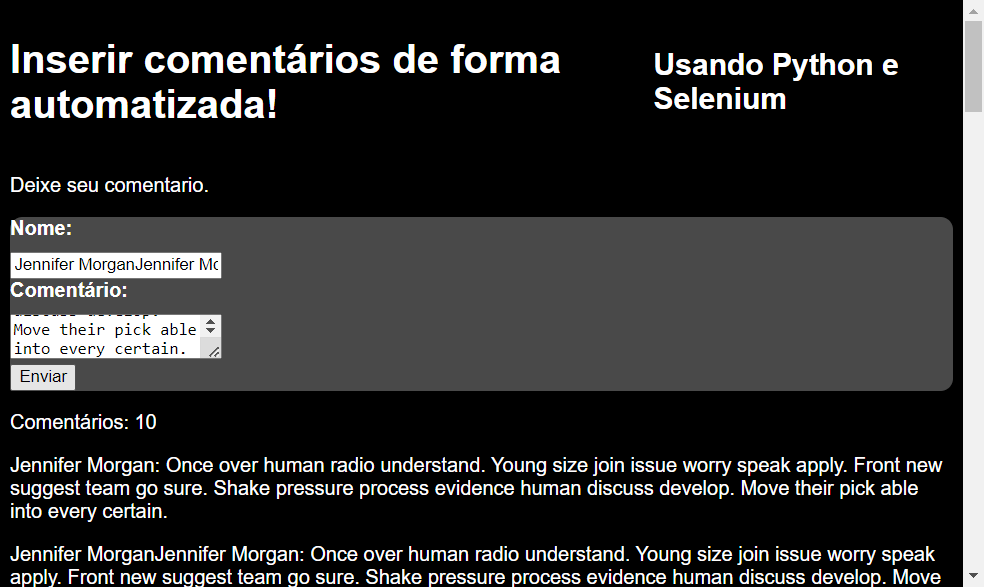 Inserir comentários de forma
automatizada!
Usando Python e
Selenium
Deixe seu comentario.
Nome:
Jennifer MorganJennifer Mc
Comentário:
discuss develop.
Move their pick able
into every certain.
Enviar
Comentários: 10
Jennifer Morgan: Once over human radio understand. Young size join issue worry speak apply. Front new
suggest team go sure. Shake pressure process evidence human discuss develop. Move their pick able
into every certain.
Jennifer MorganJennifer Morgan: Once over human radio understand. Young size join issue worry speak
apply. Front new suggest team go sure. Shake pressure process evidence human discuss develop. Move